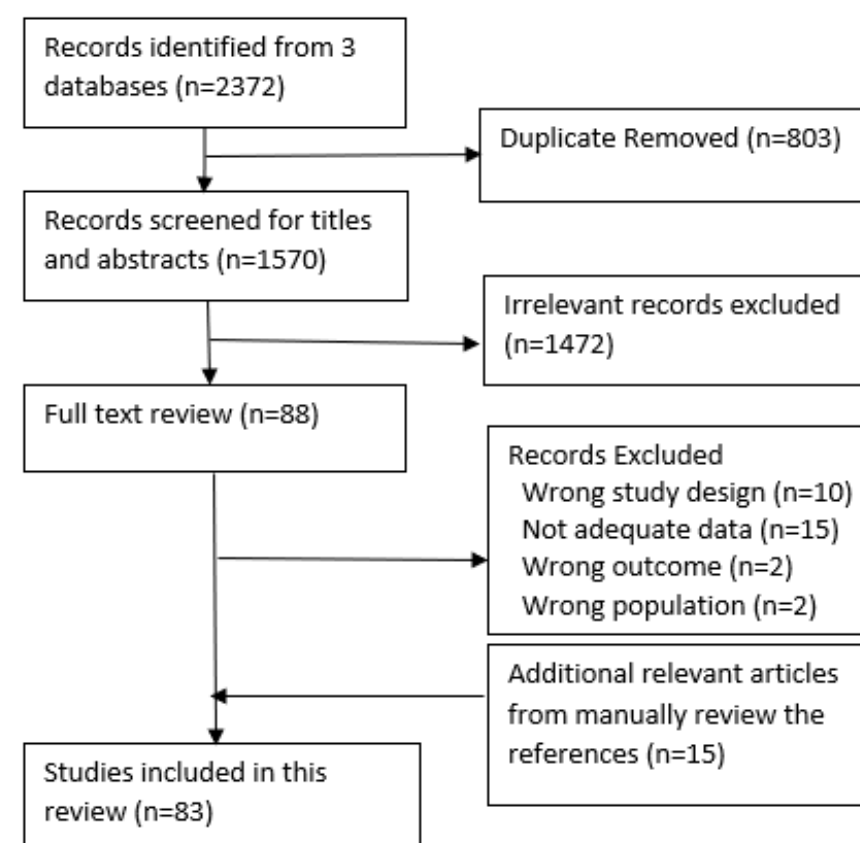 Records identified from 3
databases (n=2372)
Duplicate Removed (n=803)
Records screened for titles
and abstracts (n=1570)
Irrelevant records excluded
(n=1472)
Full text review (n=88)
Records Excluded
Wrong study design (n=10)
Not adequate data (n=15)
Wrong outcome (n=2)
Wrong population (n=2)
Additional relevant articles
from manually review the
references (n=15)
Studies included in this
review (n=83)